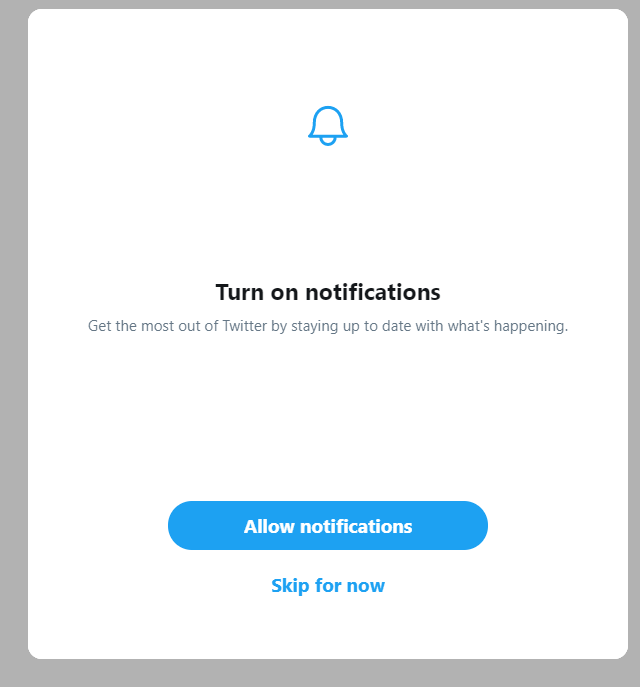 Turn on notifications
Get the most out of Twitter by staying up to date with what's happening.
Allow notifications
Skip for now